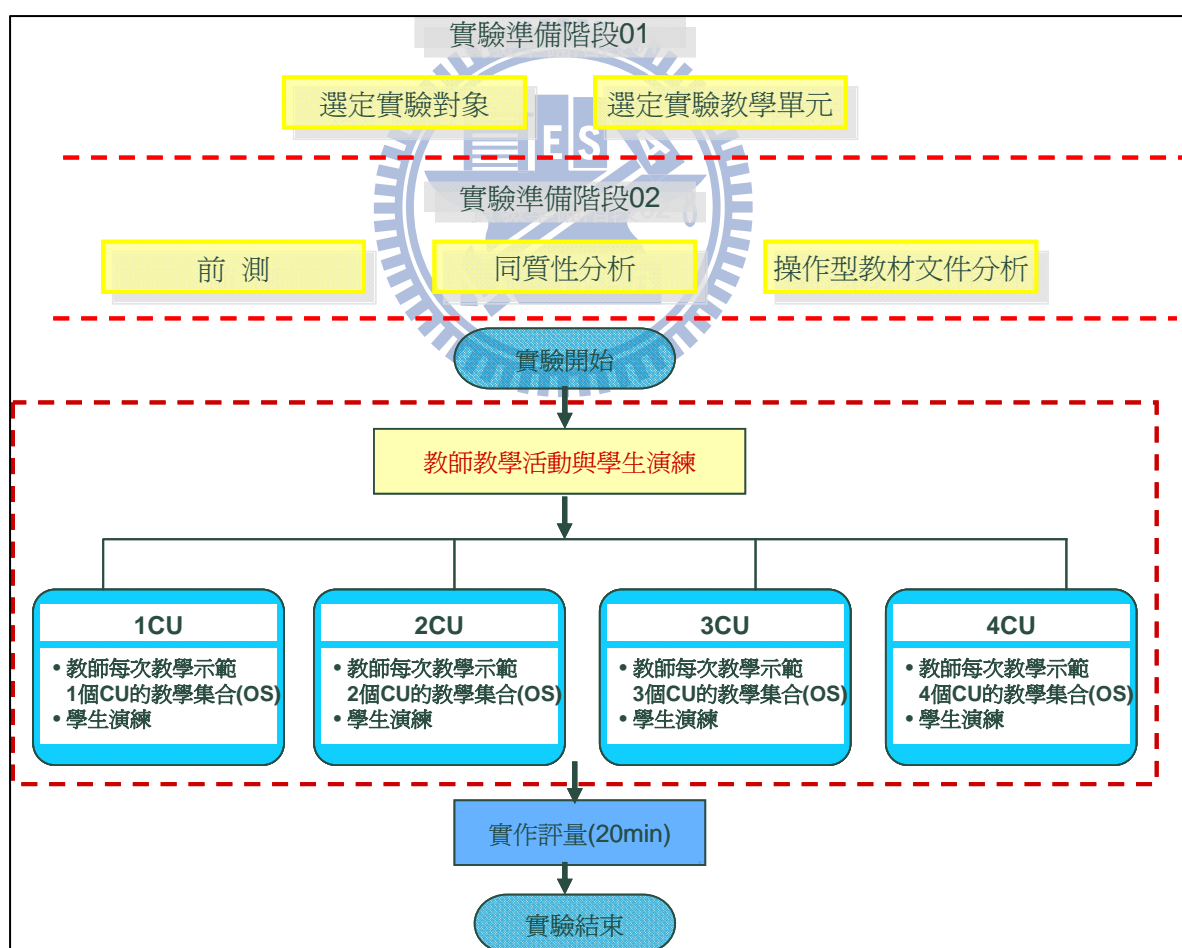 實驗準備階段01
選定實驗對象
選定實驗教學單元
ES
A
實驗準備階段02
前 測
同質性分析
操作型教材文件分析
實驗開始
教師教學活動與學生演練
1CU
• 教師每次教學示範
1個CU的教學集合(OS)
• 學生演練
2CU
• 教師每次教學示範
2個CU的教學集合(OS)
• 學生演練
3CU
• 教師每次教學示範
3個CU的教學集合(OS)
• 學生演練
4CU
• 教師每次教學示範
4個CU的教學集合(OS)
• 學生演練
實作評量(20min)
實驗結束